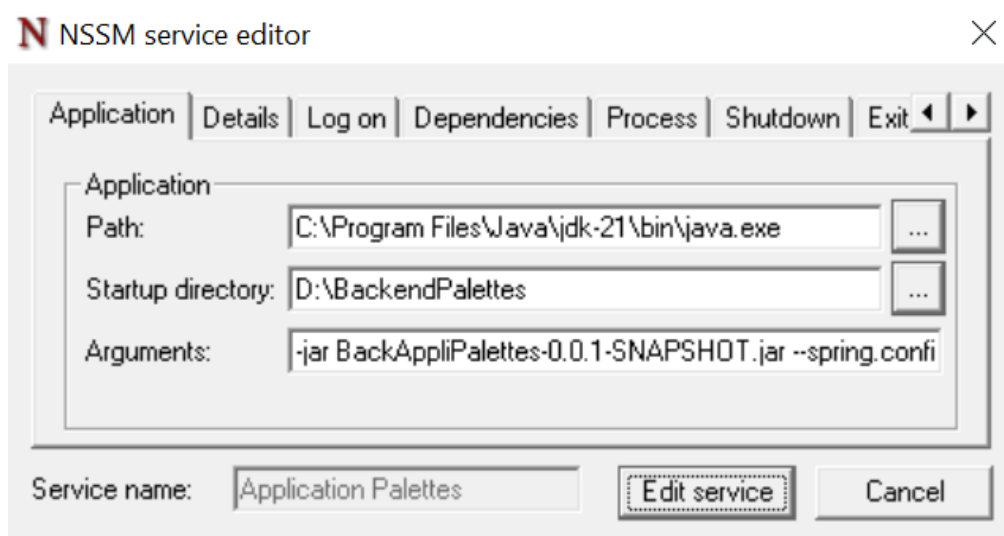 N NSSM service editor
Application Details Log on Dependencies Process Shutdown Exit
Application
Path: C:\Program Files\Java\jdk-21\bin\java.exe ...
Startup directory: D:\BackendPalettes ...
Arguments: -jar BackAppliPalettes-0.0.1-SNAPSHOT.jar --spring.confi
Service name: Application Palettes Edit service Cancel